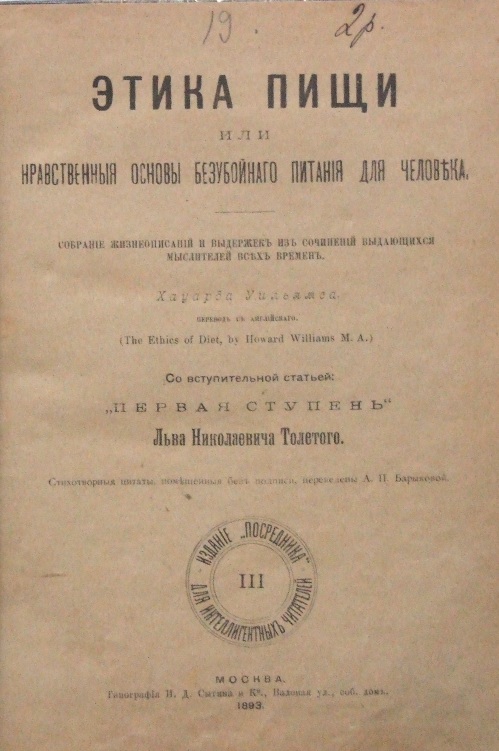 19. 2р.
ЭТИКА ПИЩИ
ИЛИ
НРАВСТВЕННЫЯ ОСНОВЫ БЕЗУБОЙНАГО ПИТАНІЯ ДЛЯ ЧЕЛОВѢКА.
СОБРАНІЕ ЖИЗНЕОПИСАНІЙ И ВЫДЕРЖЕКЪ ИЗЪ СОЧИНЕНІЙ ВЫДАЮЩИХСЯ
МЫСЛИТЕЛЕЙ ВСѢХЪ ВРЕМЕНЪ.
Хауарда Уильямса.
ПЕРЕВОДЪ СЪ АНГЛІЙСКАГО.
(The Ethics of Diet, by Howard Williams M. A.)
Со вступительной статьей:
„ПЕРВАЯ СТУПЕНЬ“
Льва Николаевича Толстого.
Стихотворныя цитаты, помѣщенныя безъ подписи, переведены А. П. Барыковой.
ИЗДАНІЕ „ПОСРЕДНИКА“
III
ДЛЯ ИНТЕЛЛИГЕНТНЫХЪ ЧИТАТЕЛЕЙ
МОСКВА.
Типографія И. Д. Сытина и Кº., Валовая ул., соб. домъ.
1893.